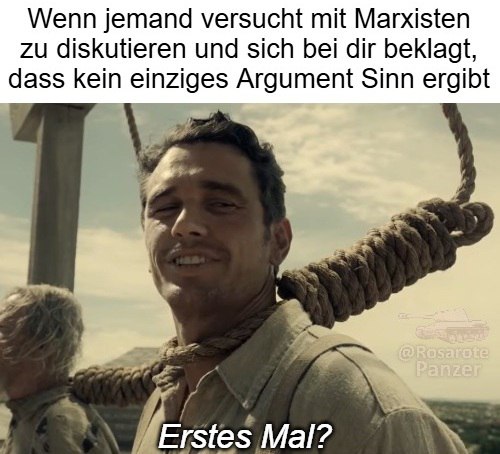 Wenn jemand versucht mit Marxisten
zu diskutieren und sich bei dir beklagt,
dass kein einziges Argument Sinn ergibt
@Rosarote
Panzer
Erstes Mal?